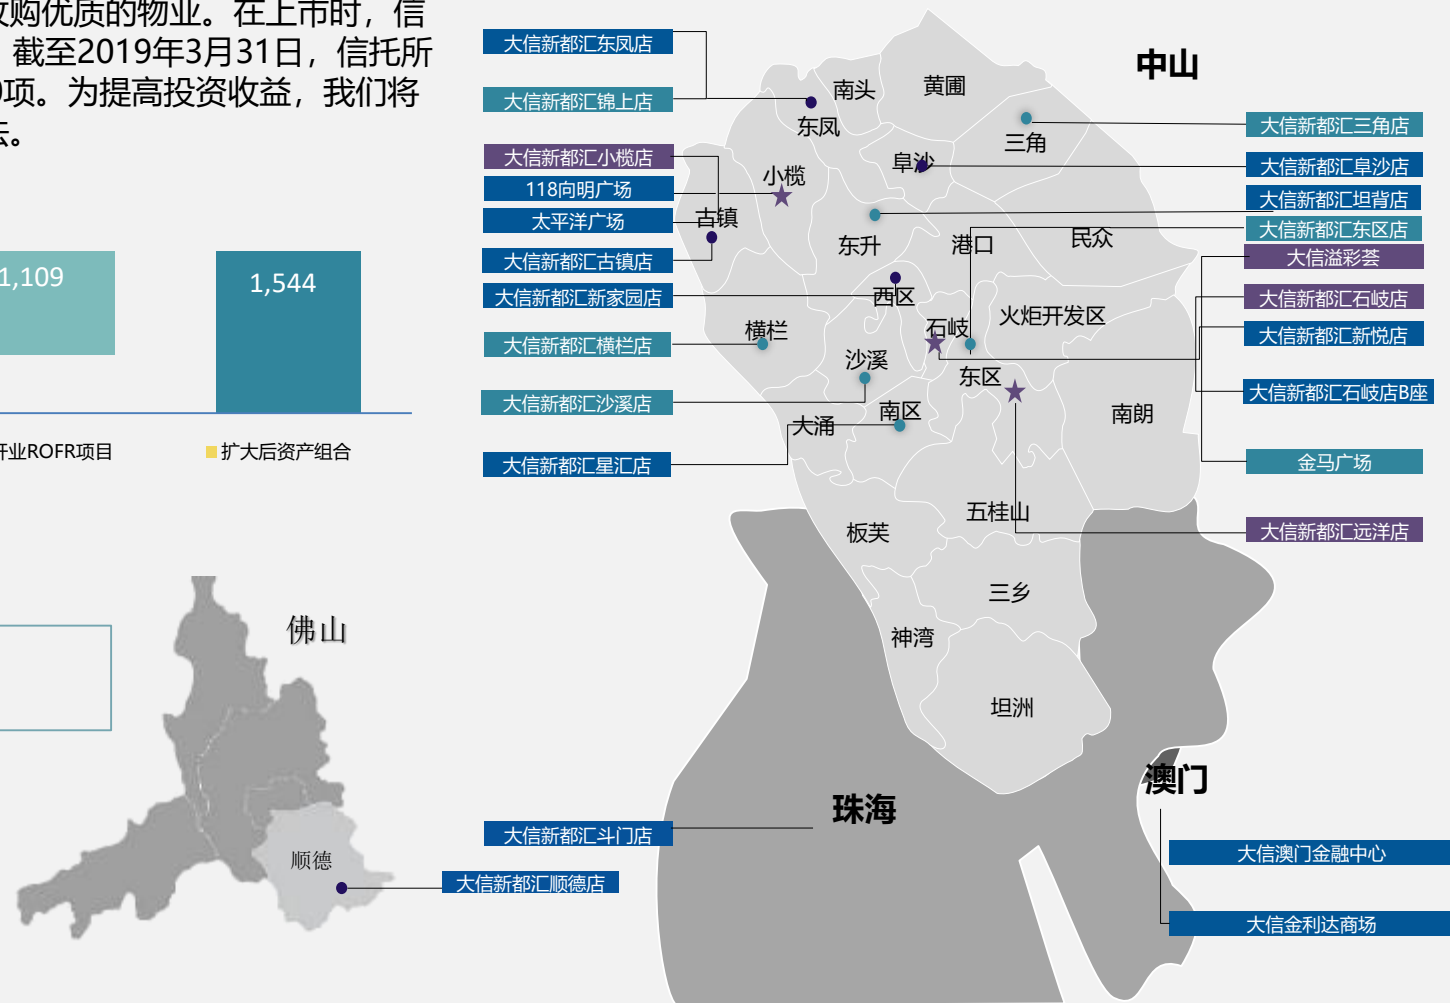 收购优质的物业。在上市时，信
截至2019年3月31日，信托所
项。为提高投资收益，我们将
法。
1,109
1,544
开业ROFR项目
扩大后资产组合
佛山
顺德
大信新都汇顺德店
中山
大信新都汇东凤店
大信新都汇锦上店
大信新都汇小榄店
118向明广场
太平洋广场
大信新都汇古镇店
大信新都汇新家园店
大信新都汇横栏店
大信新都汇沙溪店
大信新都汇星汇店
大信新都汇斗门店
南头
黄圃
东凤
三角
阜沙
小榄
古镇
东升
港口
民众
西区
石岐
火炬开发区
横栏
沙溪
东区
大涌
南区
南朗
五桂山
板芙
三乡
神湾
坦洲
珠海
澳门
大信新都汇三角店
大信新都汇阜沙店
大信新都汇坦背店
大信新都汇东区店
大信溢彩荟
大信新都汇石岐店
大信新都汇新悦店
大信新都汇石岐店B座
金马广场
大信新都汇远洋店
大信澳门金融中心
大信金利达商场